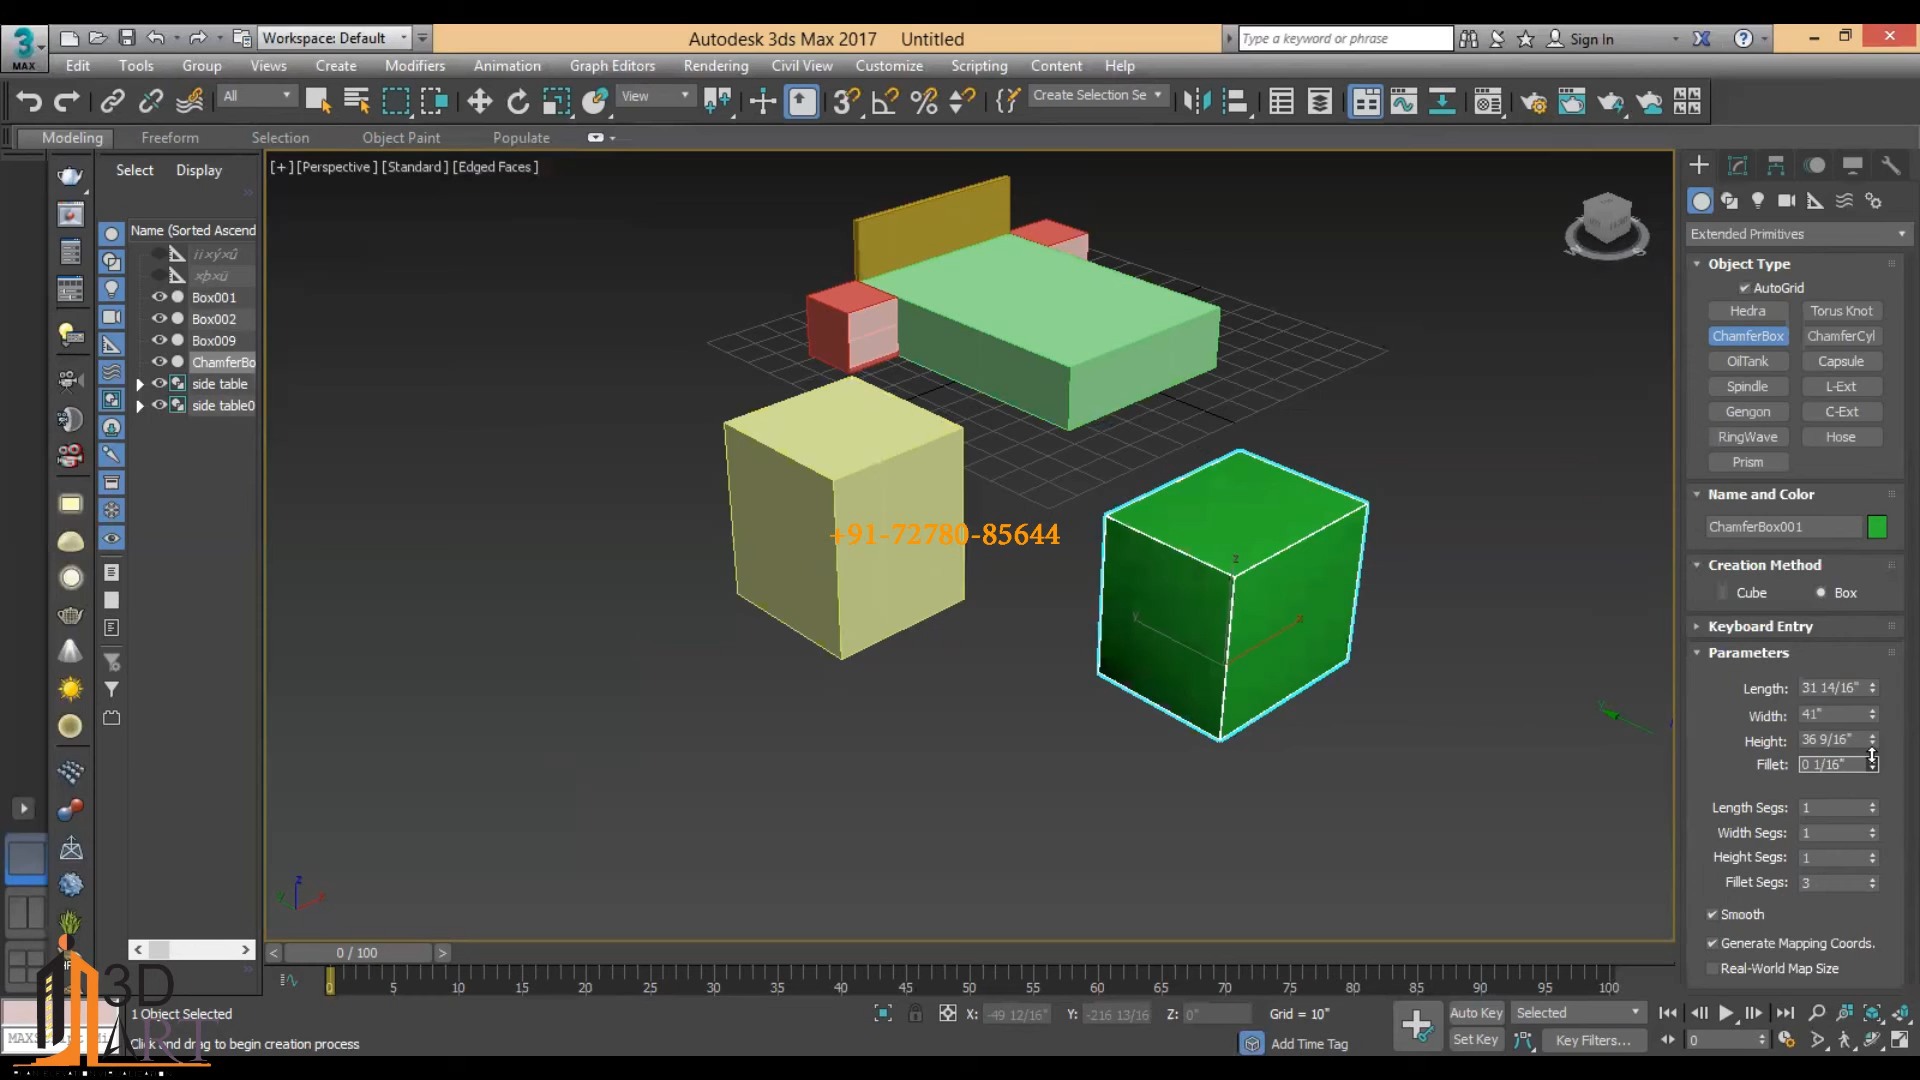 Workspace: Default
Autodesk 3ds Max 2017 Untitled
Type a keyword or phrase
Sign In
MAX
Edit Tools Group Views Create Modifiers Animation Graph Editors Rendering Civil View Customize Scripting Content Help
All
View
Create Selection Se
Modeling Freeform Selection Object Paint Populate
Select Display
[+] [Perspective ] [Standard ] [Edged Faces ]
Name (Sorted Ascend
Box001
Box002
Box009
ChamferBo
side table
side table0
+91-72780-85644
Extended Primitives
Object Type
AutoGrid
Hedra Torus Knot
ChamferBox ChamferCyl
OilTank Capsule
Spindle L-Ext
Gengon C-Ext
RingWave Hose
Prism
Name and Color
ChamferBox001
Creation Method
Cube Box
Keyboard Entry
Parameters
Length: 31 14/16"
Width: 41"
Height: 36 9/16"
Fillet: 0 1/16"
Length Segs: 1
Width Segs: 1
Height Segs: 1
Fillet Segs: 3
Smooth
Generate Mapping Coords.
Real-World Map Size
0 / 100
0 5 10 15 20 25 30 35 40 45 50 55 60 65 70 75 80 85 90 95 100
3D
ART
1 Object Selected
Click and drag to begin creation process
X: -49 12/16" Y: -216 13/16 Z: 0" Grid = 10"
Add Time Tag
Auto Key Selected
Set Key Key Filters...
0